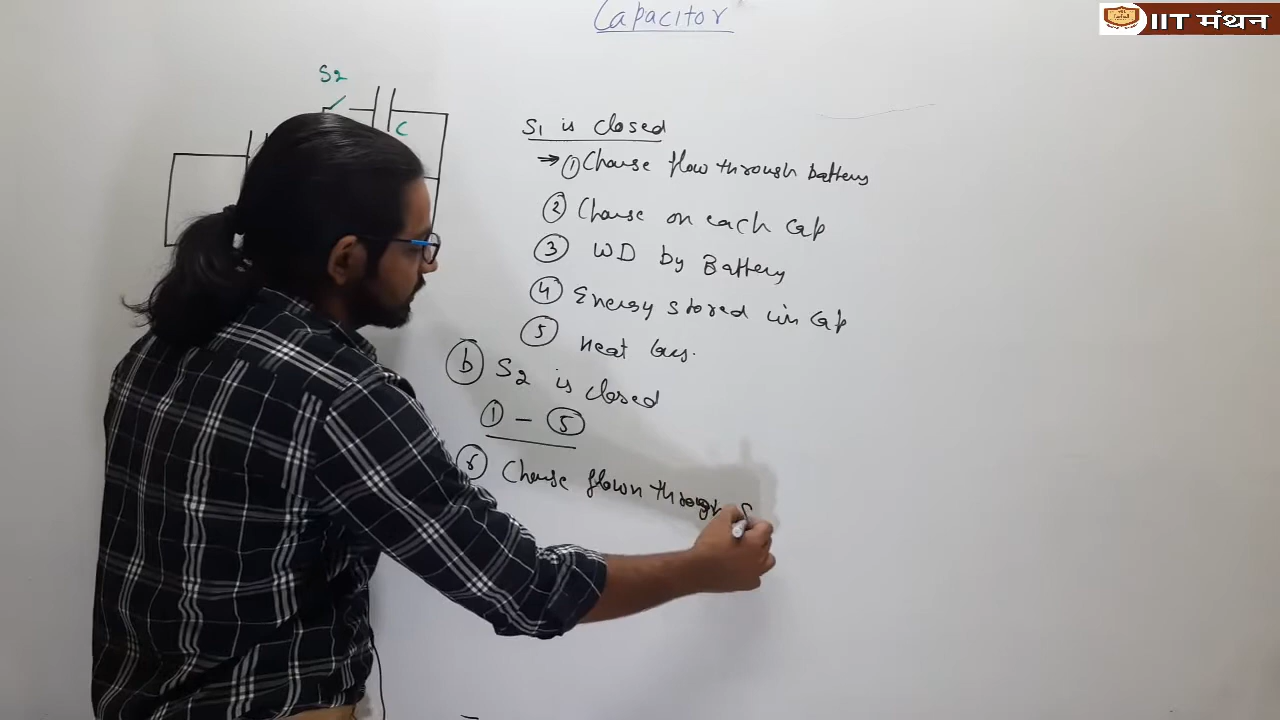 Capacitor
IIT मंथन
S2
C
S1 is closed
⇒ ① Charge flow through battery
② Charge on each Cap
③ WD by Battery
④ Energy stored in Cap
⑤ Heat
ⓑ S2 is closed
① - ⑤
⑥ Charge flown through S